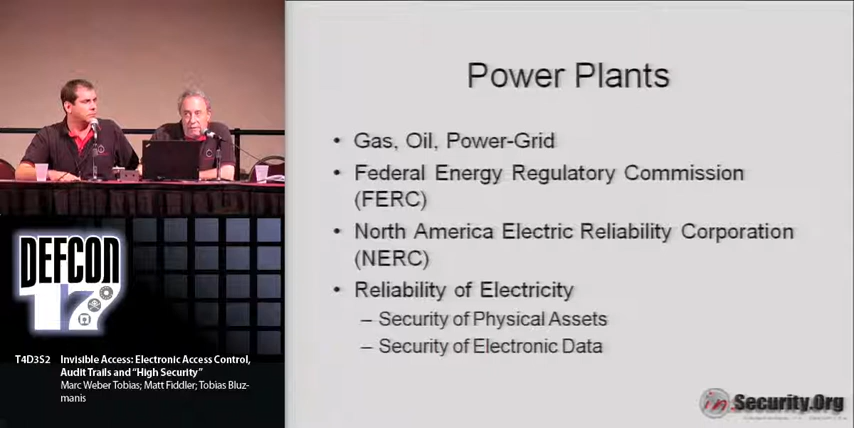 Power Plants
• Gas, Oil, Power-Grid
• Federal Energy Regulatory Commission
(FERC)
• North America Electric Reliability Corporation
(NERC)
• Reliability of Electricity
– Security of Physical Assets
– Security of Electronic Data
DEFCON
17
T4D3S2 Invisible Access: Electronic Access Control,
Audit Trails and "High Security"
Marc Weber Tobias; Matt Fiddler; Tobias Bluz-
manis
in.Security.Org